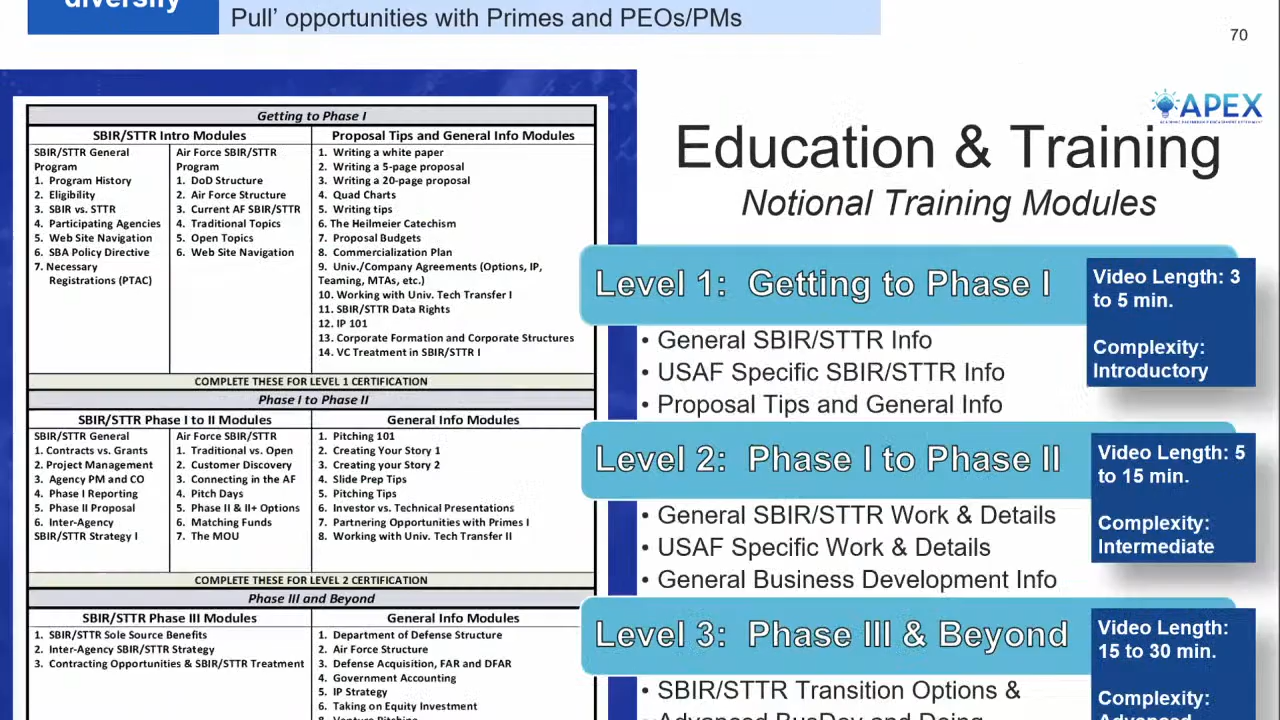 diversity
Pull’ opportunities with Primes and PEOs/PMs
70
Getting to Phase I
SBIR/STTR Intro Modules
SBIR/STTR General
Program
1. Program History
2. Eligibility
3. SBIR vs. STTR
4. Participating Agencies
5. Web Site Navigation
6. SBA Policy Directive
7. Necessary
Registrations (PTAC)
Air Force SBIR/STTR
Program
1. DoD Structure
2. Air Force Structure
3. Current AF SBIR/STTR
4. Traditional Topics
5. Open Topics
6. Web Site Navigation
Proposal Tips and General Info Modules
1. Writing a white paper
2. Writing a 5-page proposal
3. Writing a 20-page proposal
4. Quad Charts
5. Writing tips
6. The Heilmeier Catechism
7. Proposal Budgets
8. Commercialization Plan
9. Univ./Company Agreements (Options, IP,
Teaming, MTAs, etc.)
10. Working with Univ. Tech Transfer I
11. SBIR/STTR Data Rights
12. IP 101
13. Corporate Formation and Corporate Structures
14. VC Treatment in SBIR/STTR I
COMPLETE THESE FOR LEVEL 1 CERTIFICATION
Phase I to Phase II
SBIR/STTR Phase I to II Modules
SBIR/STTR General
1. Contracts vs. Grants
2. Project Management
3. Agency PM and CO
4. Phase I Reporting
5. Phase II Proposal
6. Inter-Agency
SBIR/STTR Strategy I
Air Force SBIR/STTR
1. Traditional vs. Open
2. Customer Discovery
3. Connecting in the AF
4. Pitch Days
5. Phase II & II+ Options
6. Matching Funds
7. The MOU
General Info Modules
1. Pitching 101
2. Creating Your Story 1
3. Creating your Story 2
4. Slide Prep Tips
5. Pitching Tips
6. Investor vs. Technical Presentations
7. Partnering Opportunities with Primes I
8. Working with Univ. Tech Transfer II
COMPLETE THESE FOR LEVEL 2 CERTIFICATION
Phase III and Beyond
SBIR/STTR Phase III Modules
1. SBIR/STTR Sole Source Benefits
2. Inter-Agency SBIR/STTR Strategy
3. Contracting Opportunities & SBIR/STTR Treatment
General Info Modules
1. Department of Defense Structure
2. Air Force Structure
3. Defense Acquisition, FAR and DFAR
4. Government Accounting
5. IP Strategy
6. Taking on Equity Investment
APEX
Education & Training
Notional Training Modules
Level 1: Getting to Phase I
Video Length: 3
to 5 min.
Complexity:
Introductory
• General SBIR/STTR Info
• USAF Specific SBIR/STTR Info
• Proposal Tips and General Info
Level 2: Phase I to Phase II
Video Length: 5
to 15 min.
Complexity:
Intermediate
• General SBIR/STTR Work & Details
• USAF Specific Work & Details
• General Business Development Info
Level 3: Phase III & Beyond
Video Length:
15 to 30 min.
Complexity:
• SBIR/STTR Transition Options &